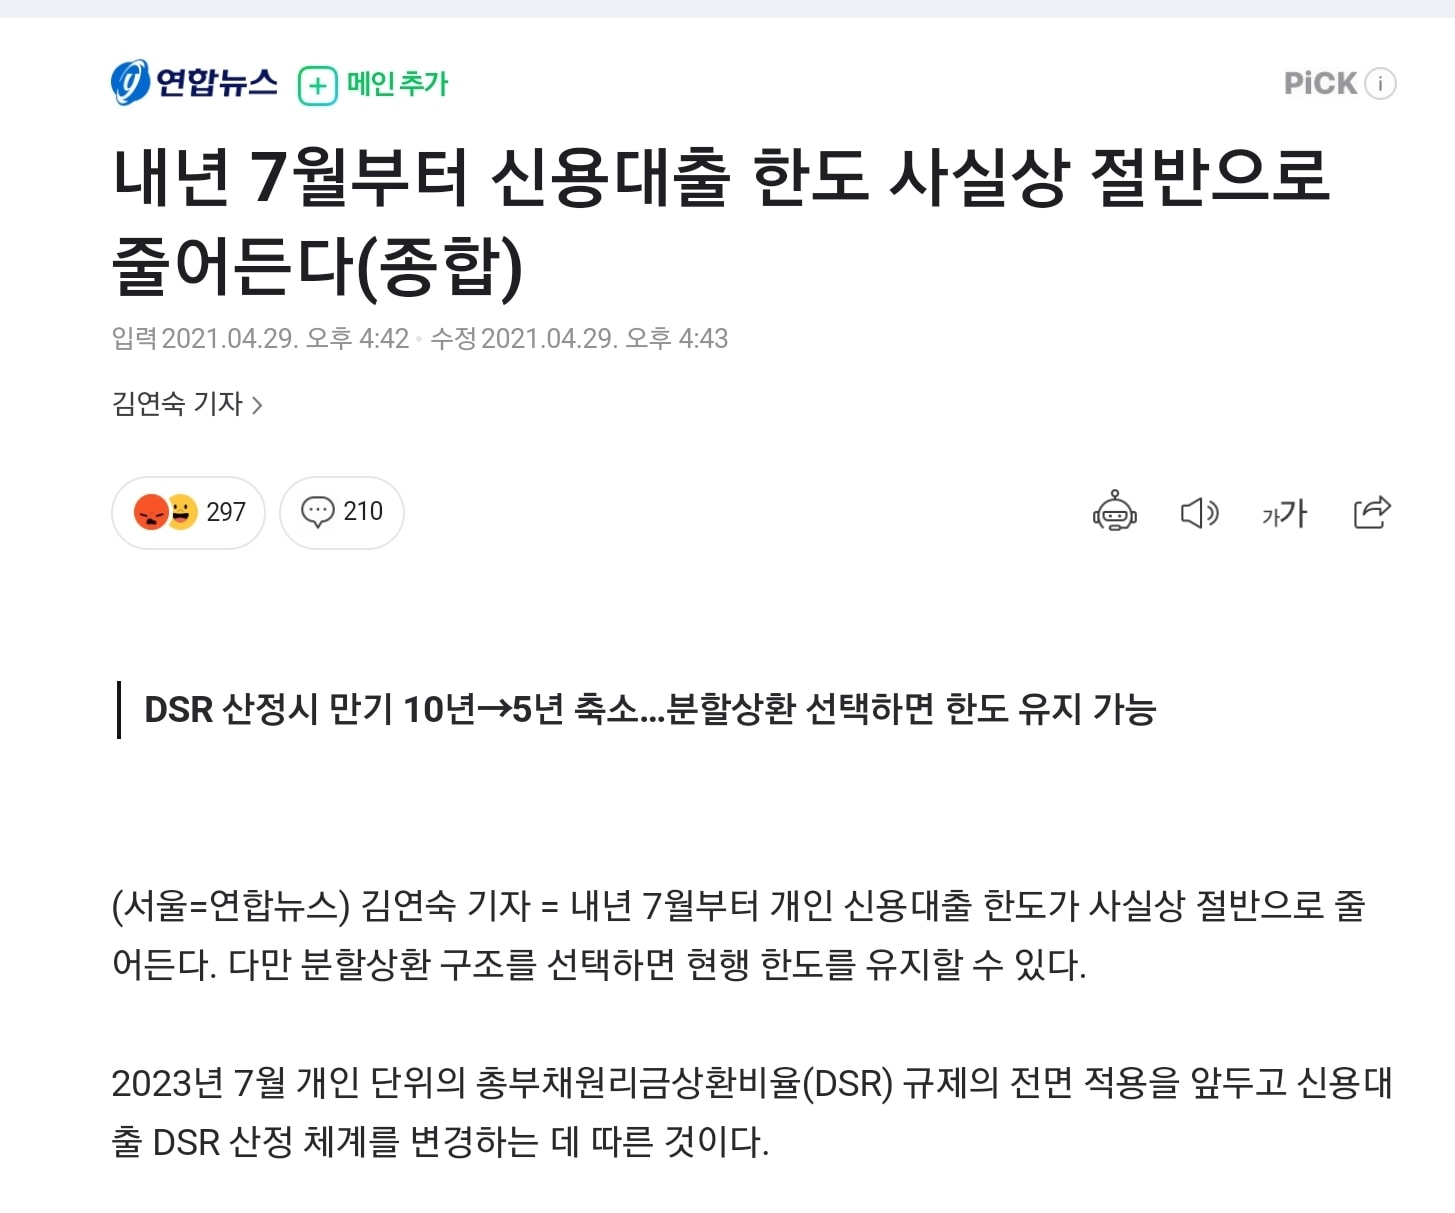 연합뉴스 메인 추가 PiCK i
내년 7월부터 신용대출 한도 사실상 절반으로
줄어든다(종합)
입력 2021.04.29. 오후 4:42 · 수정 2021.04.29. 오후 4:43
김연숙 기자 >
297 210 가가
DSR 산정시 만기 10년→5년 축소…분할상환 선택하면 한도 유지 가능
(서울=연합뉴스) 김연숙 기자 = 내년 7월부터 개인 신용대출 한도가 사실상 절반으로 줄
어든다. 다만 분할상환 구조를 선택하면 현행 한도를 유지할 수 있다.
2023년 7월 개인 단위의 총부채원리금상환비율(DSR) 규제의 전면 적용을 앞두고 신용대
출 DSR 산정 체계를 변경하는 데 따른 것이다.